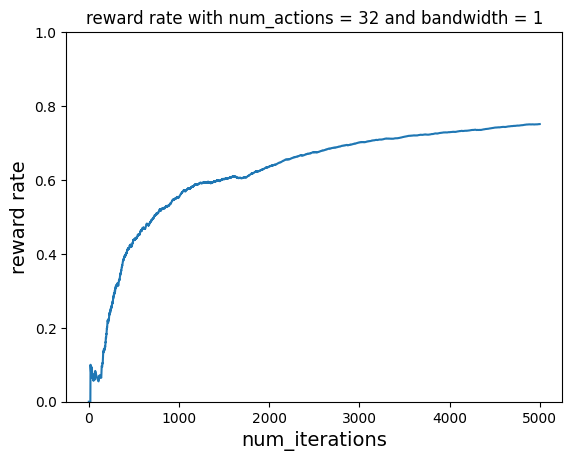 reward rate with num_actions = 32 and bandwidth = 1
1.0
0.8
0.6
0.4
0.2
0.0
reward rate
0 1000 2000 3000 4000 5000
num_iterations